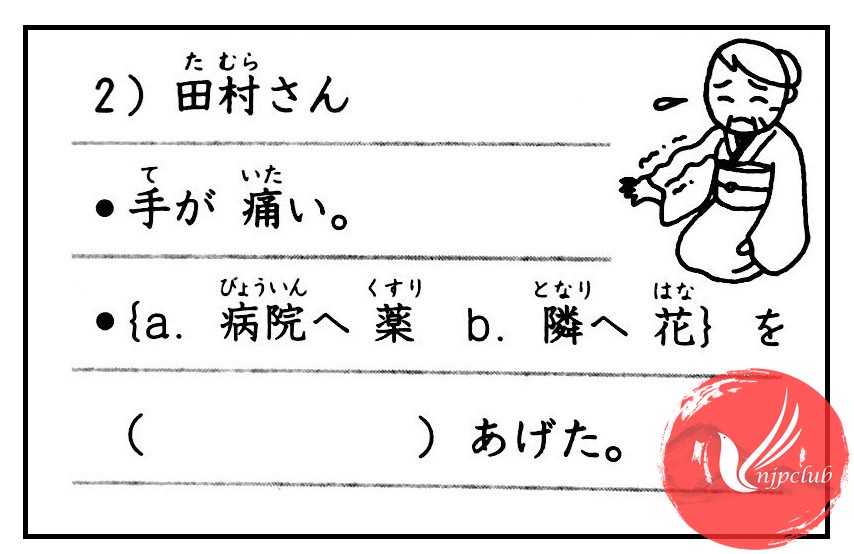 2) 田村さん
たむら
●手が 痛い。
て いた
●{a. 病院へ 薬 b. 隣へ 花} を
びょういん くすり となり はな
( ) あげた。
njpclub